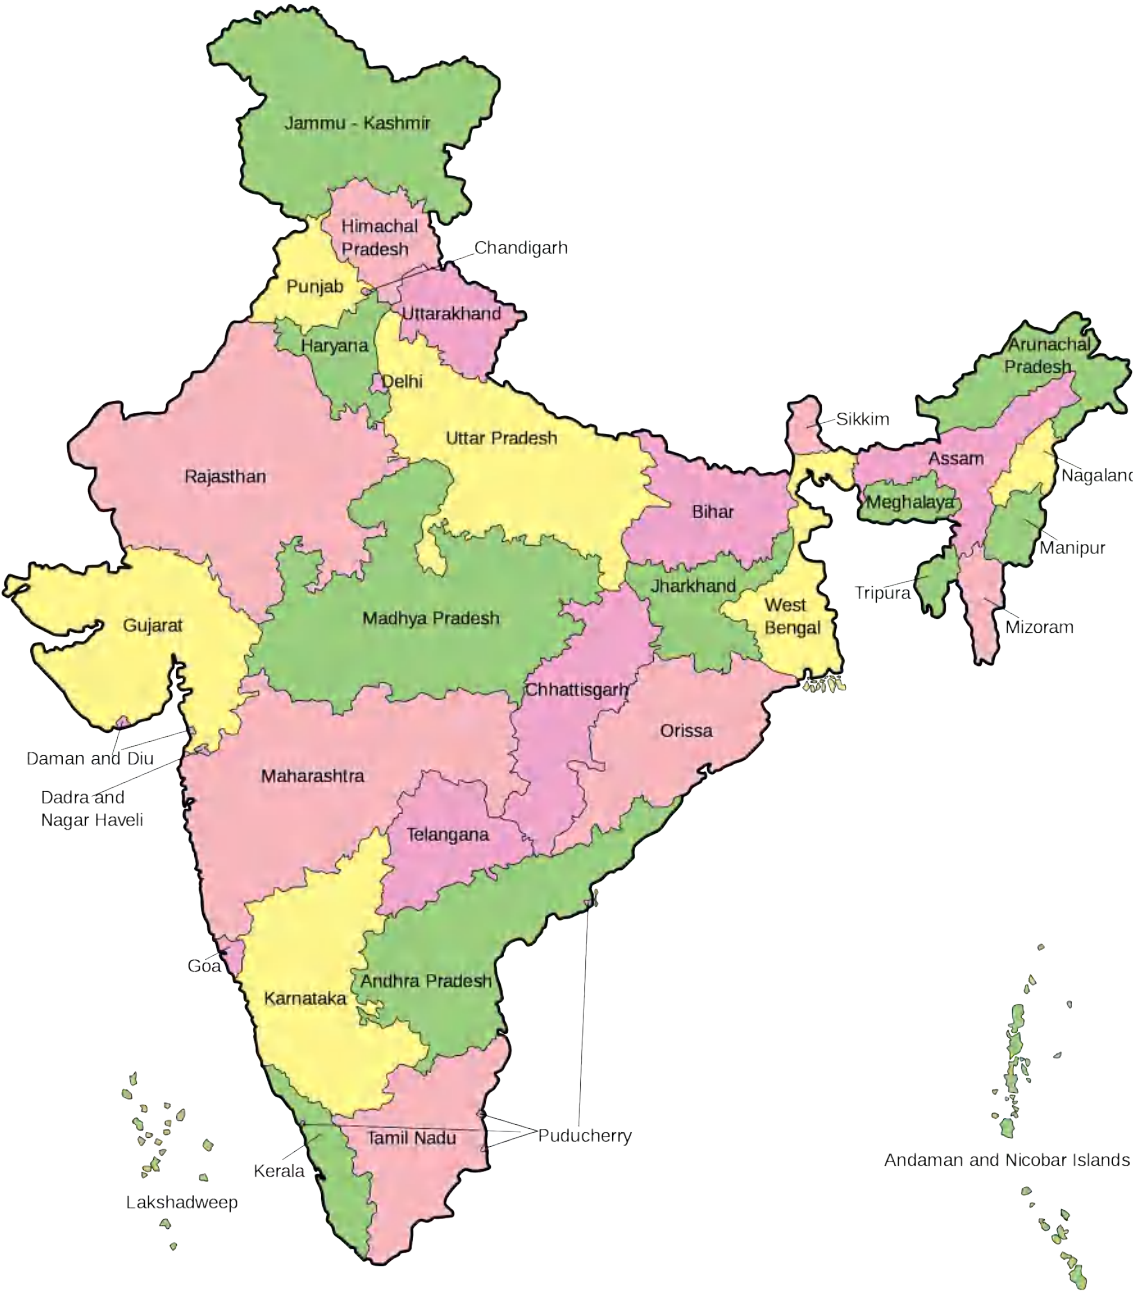 Jammu - Kashmir
Himachal
Pradesh
Chandigarh
Punjab
Uttarakhand
Haryana
Delhi
Arunachal
Pradesh
Sikkim
Uttar Pradesh
Assam
Rajasthan
Nagaland
Meghalaya
Bihar
Manipur
Jharkhand
Tripura
West
Bengal
Madhya Pradesh
Gujarat
Mizoram
Chhattisgarh
Orissa
Daman and Diu
Maharashtra
Dadra and
Nagar Haveli
Telangana
Goa
Andhra Pradesh
Karnataka
Puducherry
Tamil Nadu
Andaman and Nicobar Islands
Kerala
Lakshadweep